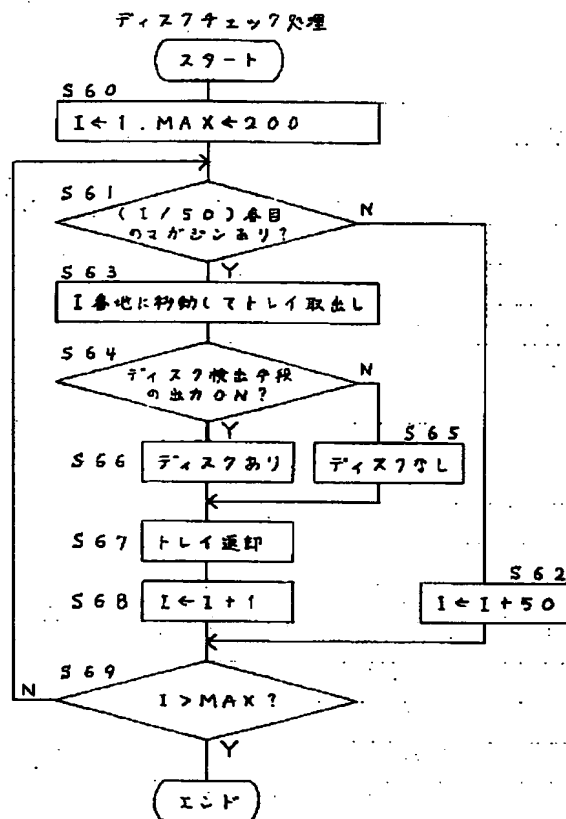 ディスクチェック処理
スタート
S60
I←1.MAX←200
S61
(I/50)番目
のマガジンあり?
N
Y
S63
I番地に移動してトレイ取出し
S64
ディスク検出手段
の出力ON?
N
Y
S65
S66
ディスクあり
ディスクなし
S67
トレイ返却
S62
S68
I←I+1
I←I+50
S69
N
I>MAX?
Y
エンド